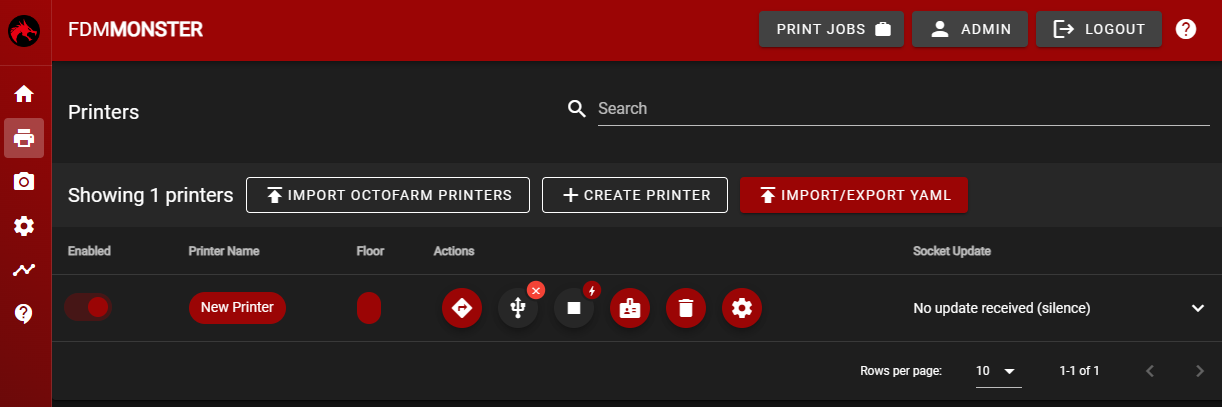 FDMMONSTER
PRINT JOBS
ADMIN
LOGOUT
Printers
Search
Showing 1 printers
IMPORT OCTOFARM PRINTERS
CREATE PRINTER
IMPORT/EXPORT YAML
Enabled
Printer Name
Floor
Actions
Socket Update
New Printer
No update received (silence)
Rows per page:
10
1-1 of 1